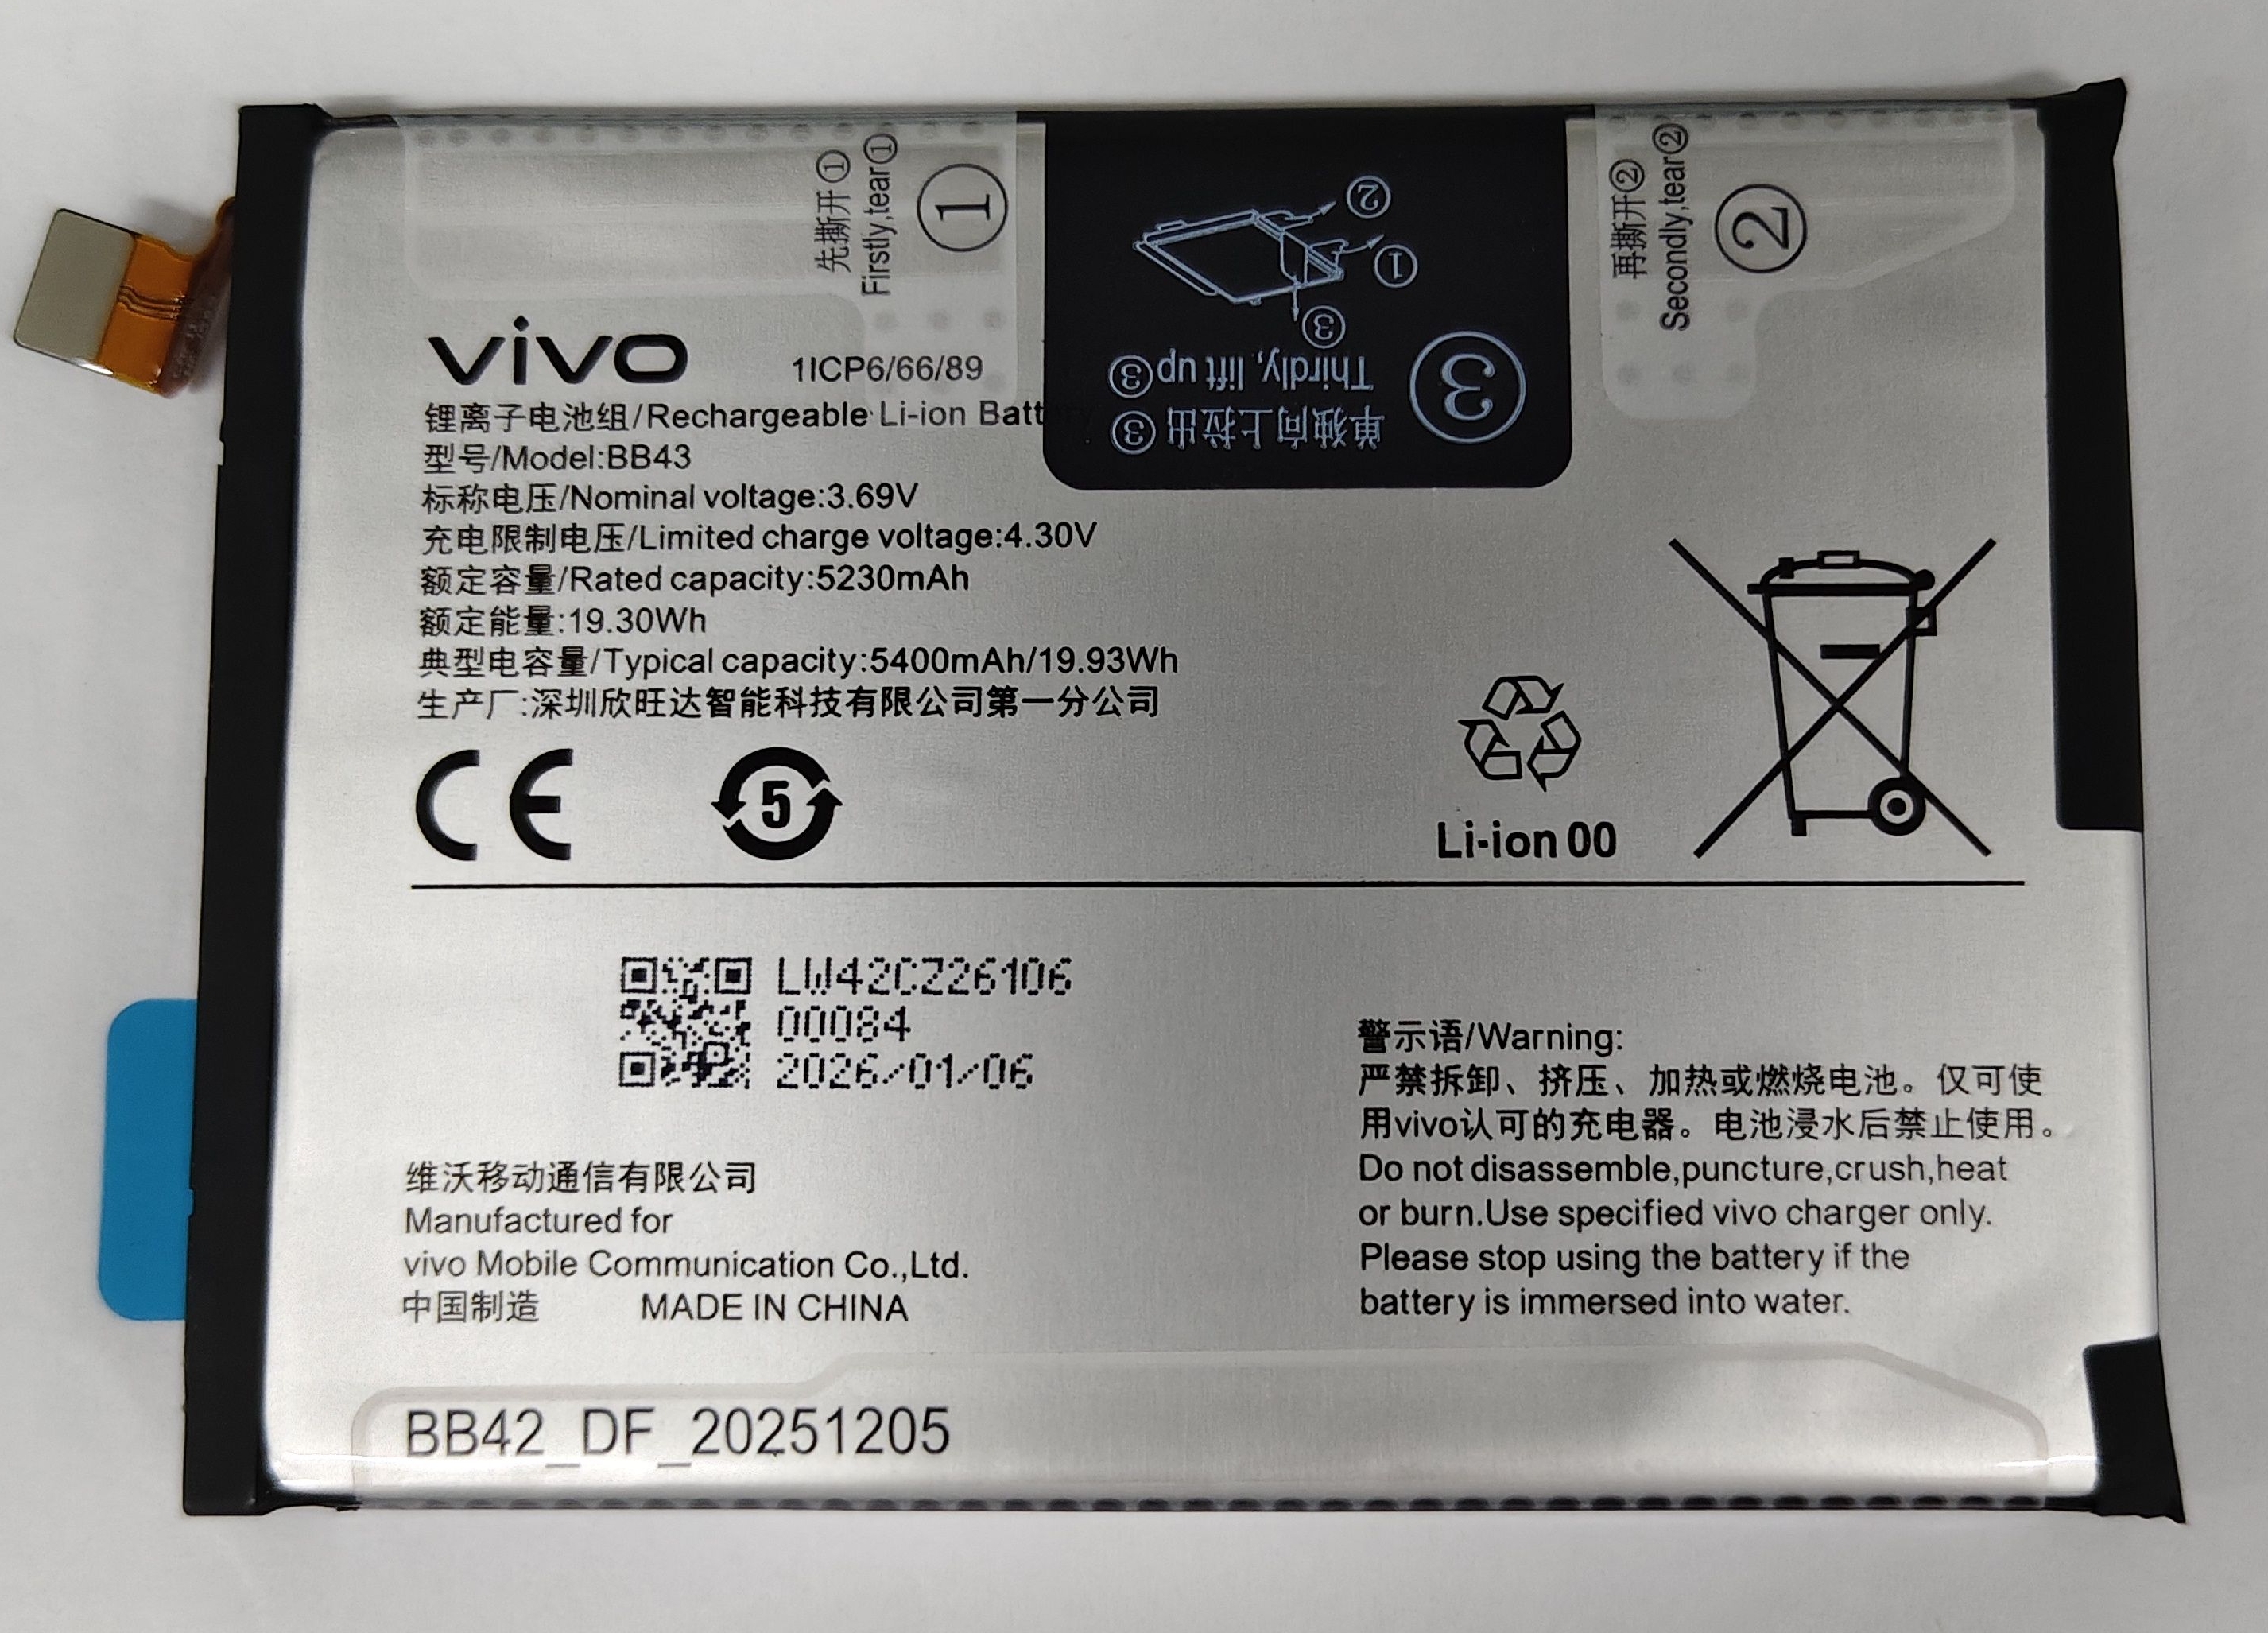 先撕开①
Firstly,tear①
①
②
①
③
Thirdly, lift up③
单独向上拉出③
③
再撕开②
Secondly,tear②
②
vivo 1ICP6/66/89
锂离子电池组/Rechargeable Li-ion Battery
型号/Model:BB43
标称电压/Nominal voltage:3.69V
充电限制电压/Limited charge voltage:4.30V
额定容量/Rated capacity:5230mAh
额定能量:19.30Wh
典型电容量/Typical capacity:5400mAh/19.93Wh
生产厂:深圳欣旺达智能科技有限公司第一分公司
CE 5
Li-ion 00
LW42CZ26106
00084
2026/01/06
维沃移动通信有限公司
Manufactured for
vivo Mobile Communication Co.,Ltd.
中国制造 MADE IN CHINA
警示语/Warning:
严禁拆卸、挤压、加热或燃烧电池。仅可使
用vivo认可的充电器。电池浸水后禁止使用。
Do not disassemble,puncture,crush,heat
or burn.Use specified vivo charger only.
Please stop using the battery if the
battery is immersed into water.
BB42_DF_20251205